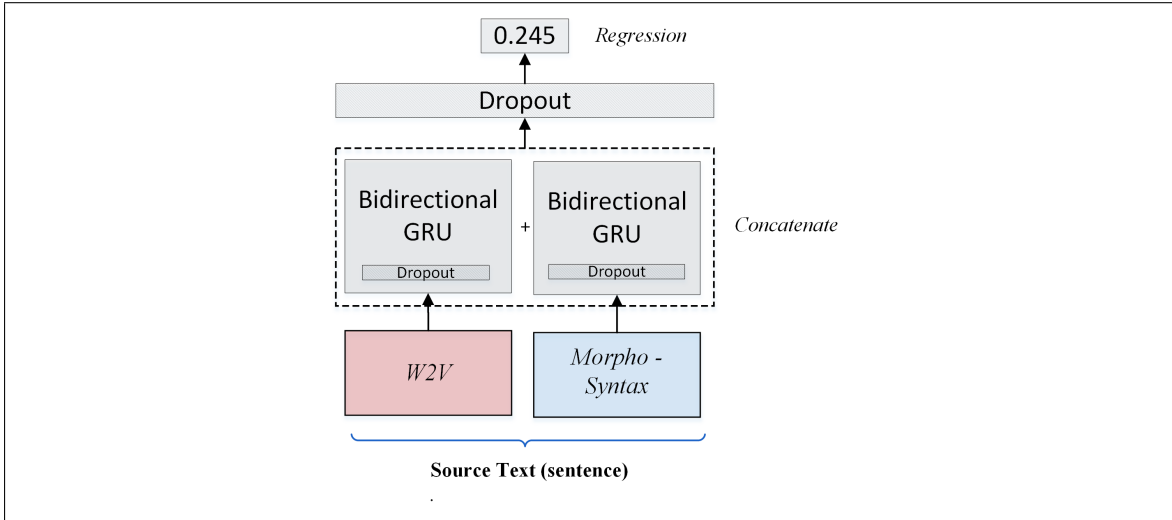 0.245 Regression
Dropout
Bidirectional GRU
Dropout
+
Bidirectional GRU
Dropout
Concatenate
W2V
Morpho -
Syntax
Source Text (sentence)
.